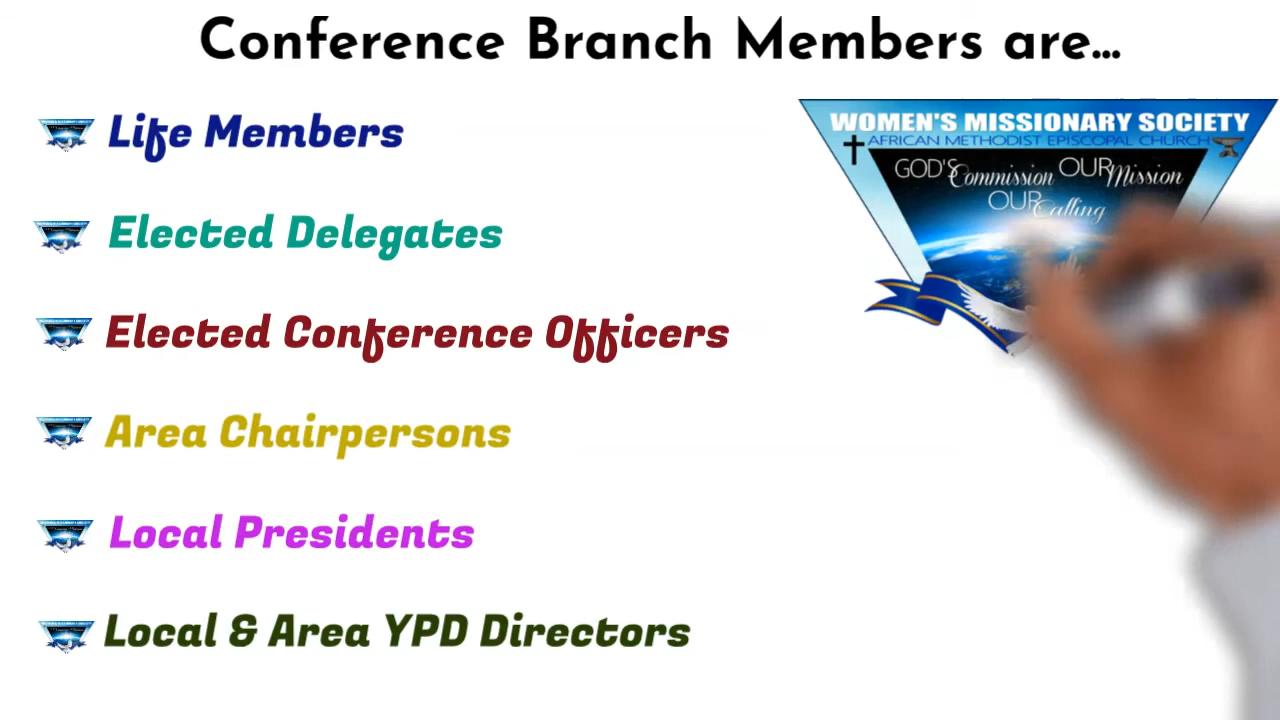 Conference Branch Members are...
Life Members
Elected Delegates
Elected Conference Officers
Area Chairpersons
Local Presidents
Local & Area YPD Directors
WOMEN'S MISSIONARY SOCIETY
AFRICAN METHODIST EPISCOPAL CHURCH
GOD'S Commission OUR Mission
OUR Calling